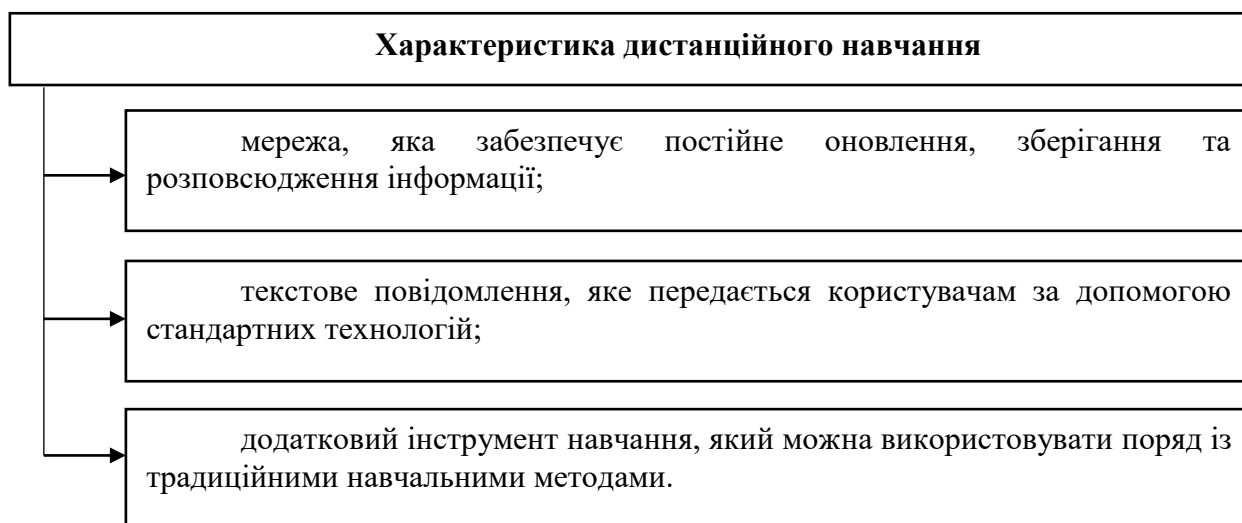 Характеристика дистанційного навчання
мережа, яка забезпечує постійне оновлення, зберігання та
розповсюдження інформації;
текстове повідомлення, яке передається користувачам за допомогою
стандартних технологій;
додатковий інструмент навчання, який можна використовувати поряд із
традиційними навчальними методами.